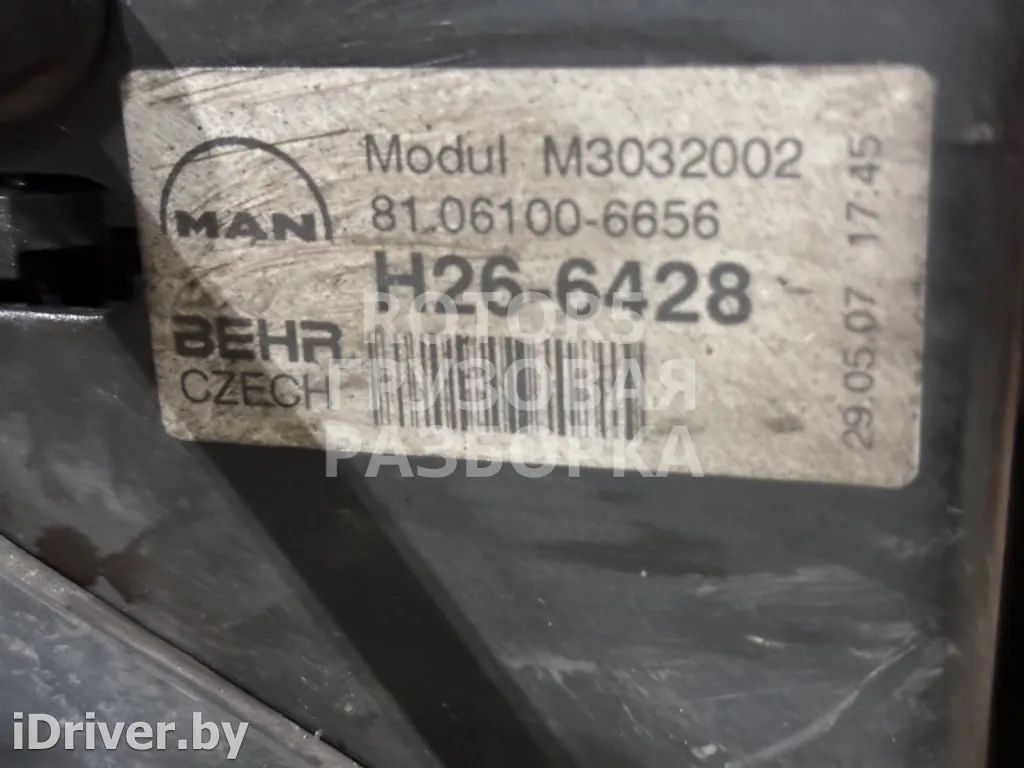 Modul M3032002
MAN
81.06100-6656
H26-6428
BEHR
CZECH
29.05.07 17:45
ROTORS
ГРУЗОВАЯ
РАЗБОРКА
iDriver.by